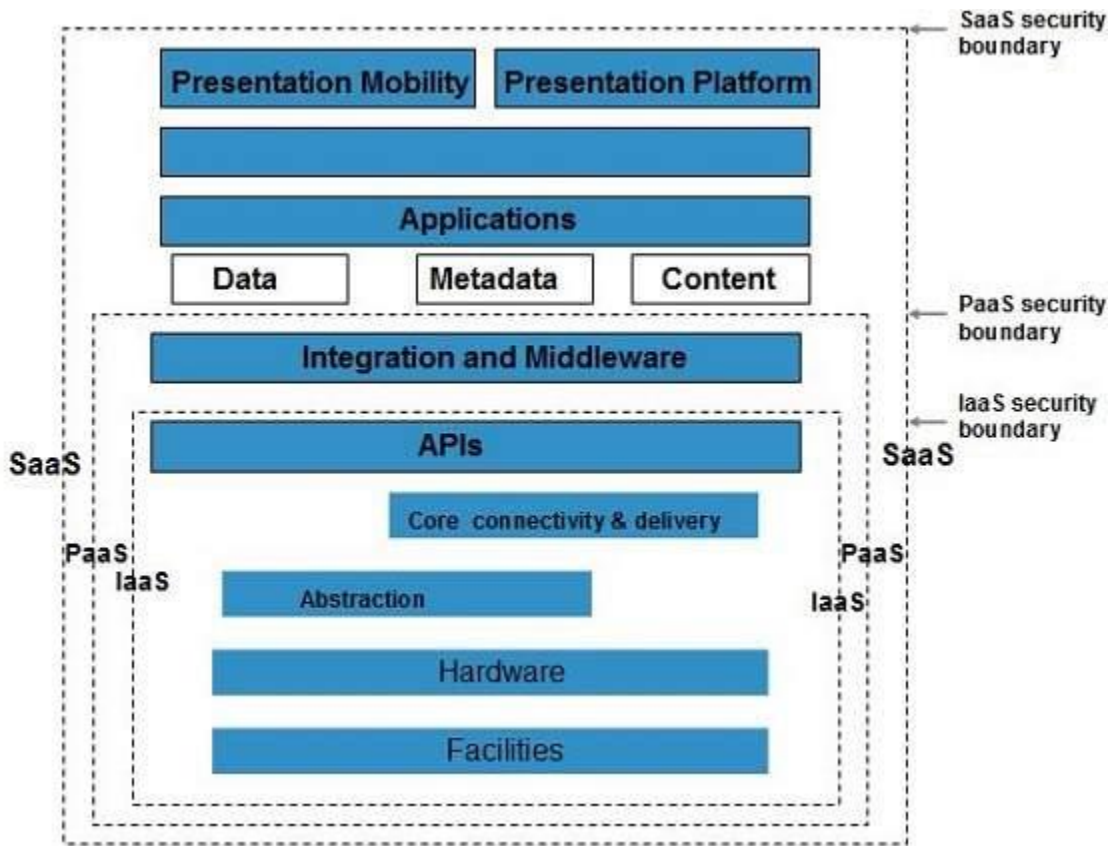 SaaS security
boundary
Presentation Mobility
Presentation Platform
Applications
Data
Metadata
Content
PaaS security
boundary
Integration and Middleware
IaaS security
boundary
APIs
SaaS
SaaS
Core connectivity & delivery
PaaS
PaaS
IaaS
IaaS
Abstraction
Hardware
Facilities